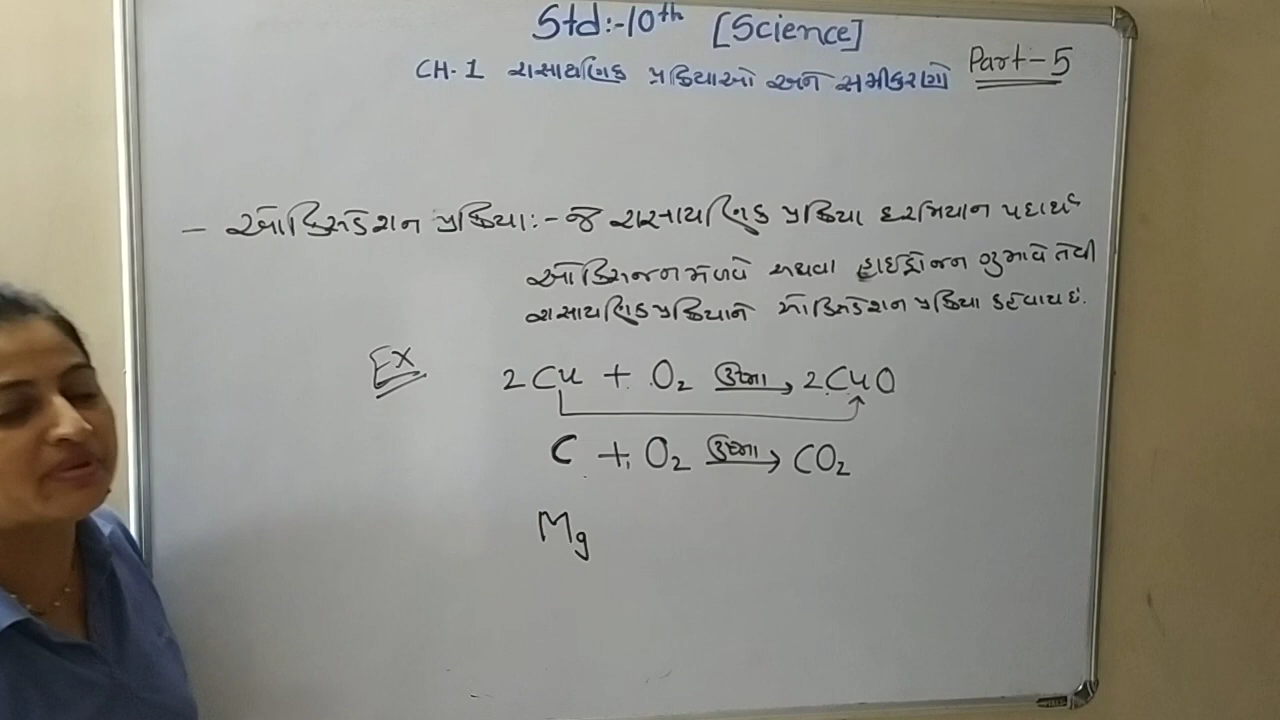 Std:-10th [Science]
CH-1 રાસાયણિક પ્રક્રિયાઓ અને સમીકરણો Part-5
- ઓક્સિડેશન પ્રક્રિયા:- જે રાસાયણિક પ્રક્રિયા દરમિયાન પદાર્થ
ઓક્સિજન મેળવે અથવા હાઇડ્રોજન ગુમાવે તેવી
રાસાયણિક પ્રક્રિયાને ઓક્સિડેશન પ્રક્રિયા કહેવાય છે.
Ex 2Cu + O₂ ઉષ્મા→ 2CuO
C + O₂ ઉષ્મા→ CO₂
Mg